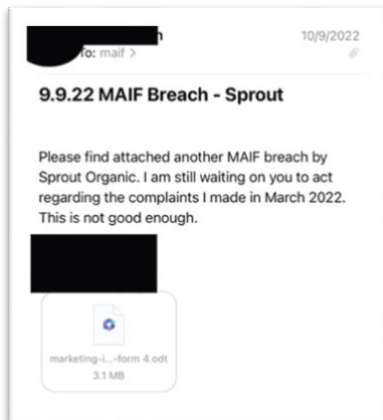 10/9/2022
To: maif >
9.9.22 MAIF Breach - Sprout
Please find attached another MAIF breach by
Sprout Organic. I am still waiting on you to act
regarding the complaints I made in March 2022.
This is not good enough.
marketing-i...-form 4.odt
3.1 MB